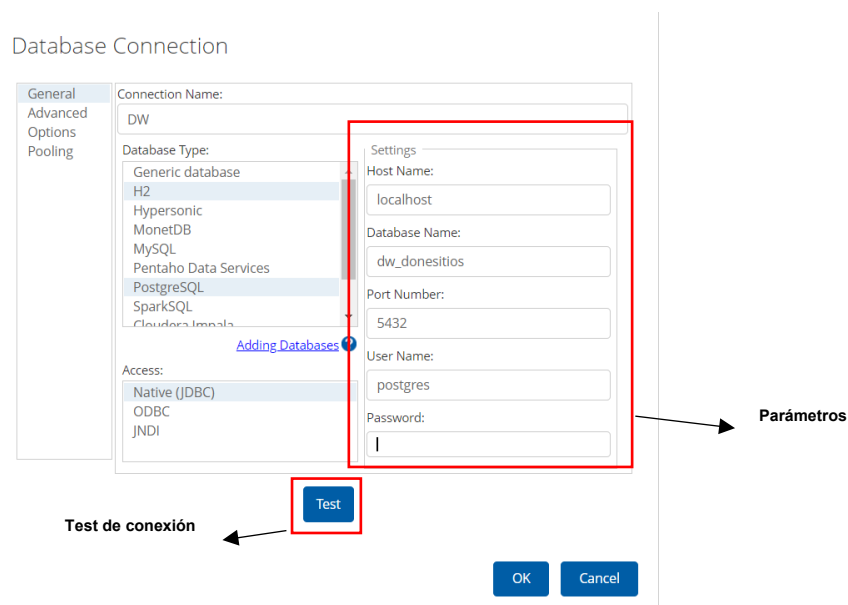 Database Connection
General
Advanced
Options
Pooling
Connection Name:
DW
Database Type:
Generic database
H2
Hypersonic
MonetDB
MySQL
Pentaho Data Services
PostgreSQL
SparkSQL
Cloudera Impala
Adding Databases
?
Access:
Native (JDBC)
ODBC
JNDI
Settings
Host Name:
localhost
Database Name:
dw_donesitios
Port Number:
5432
User Name:
postgres
Password:
Parámetros
Test
Test de conexión
OK
Cancel